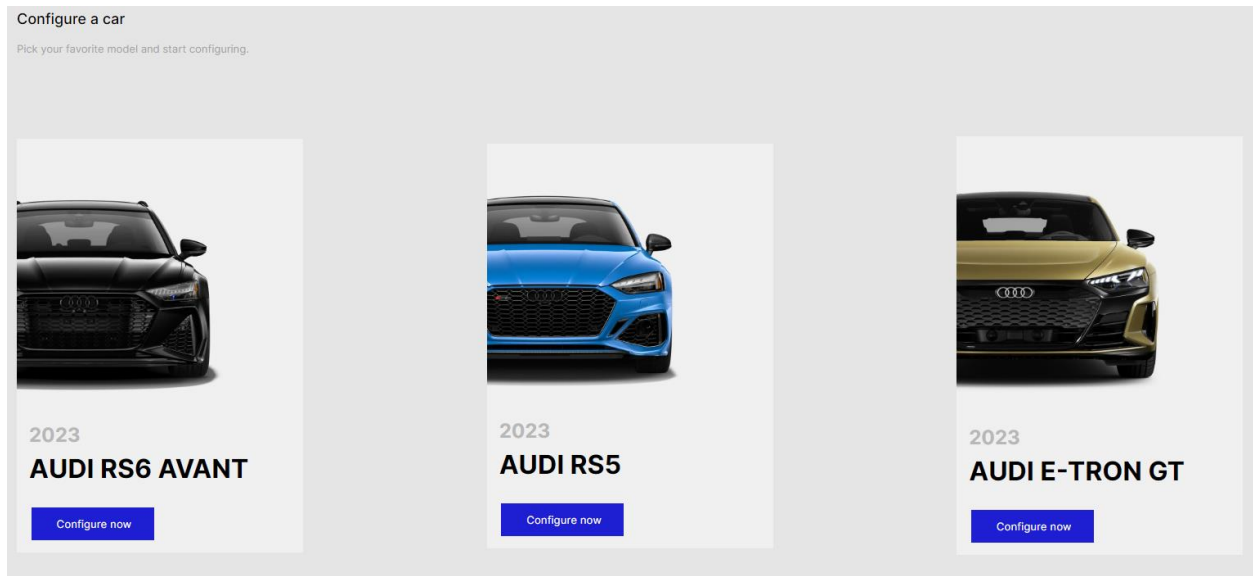 Configure a car
Pick your favorite model and start configuring.
2023
AUDI RS6 AVANT
Configure now
2023
AUDI RS5
Configure now
2023
AUDI E-TRON GT
Configure now